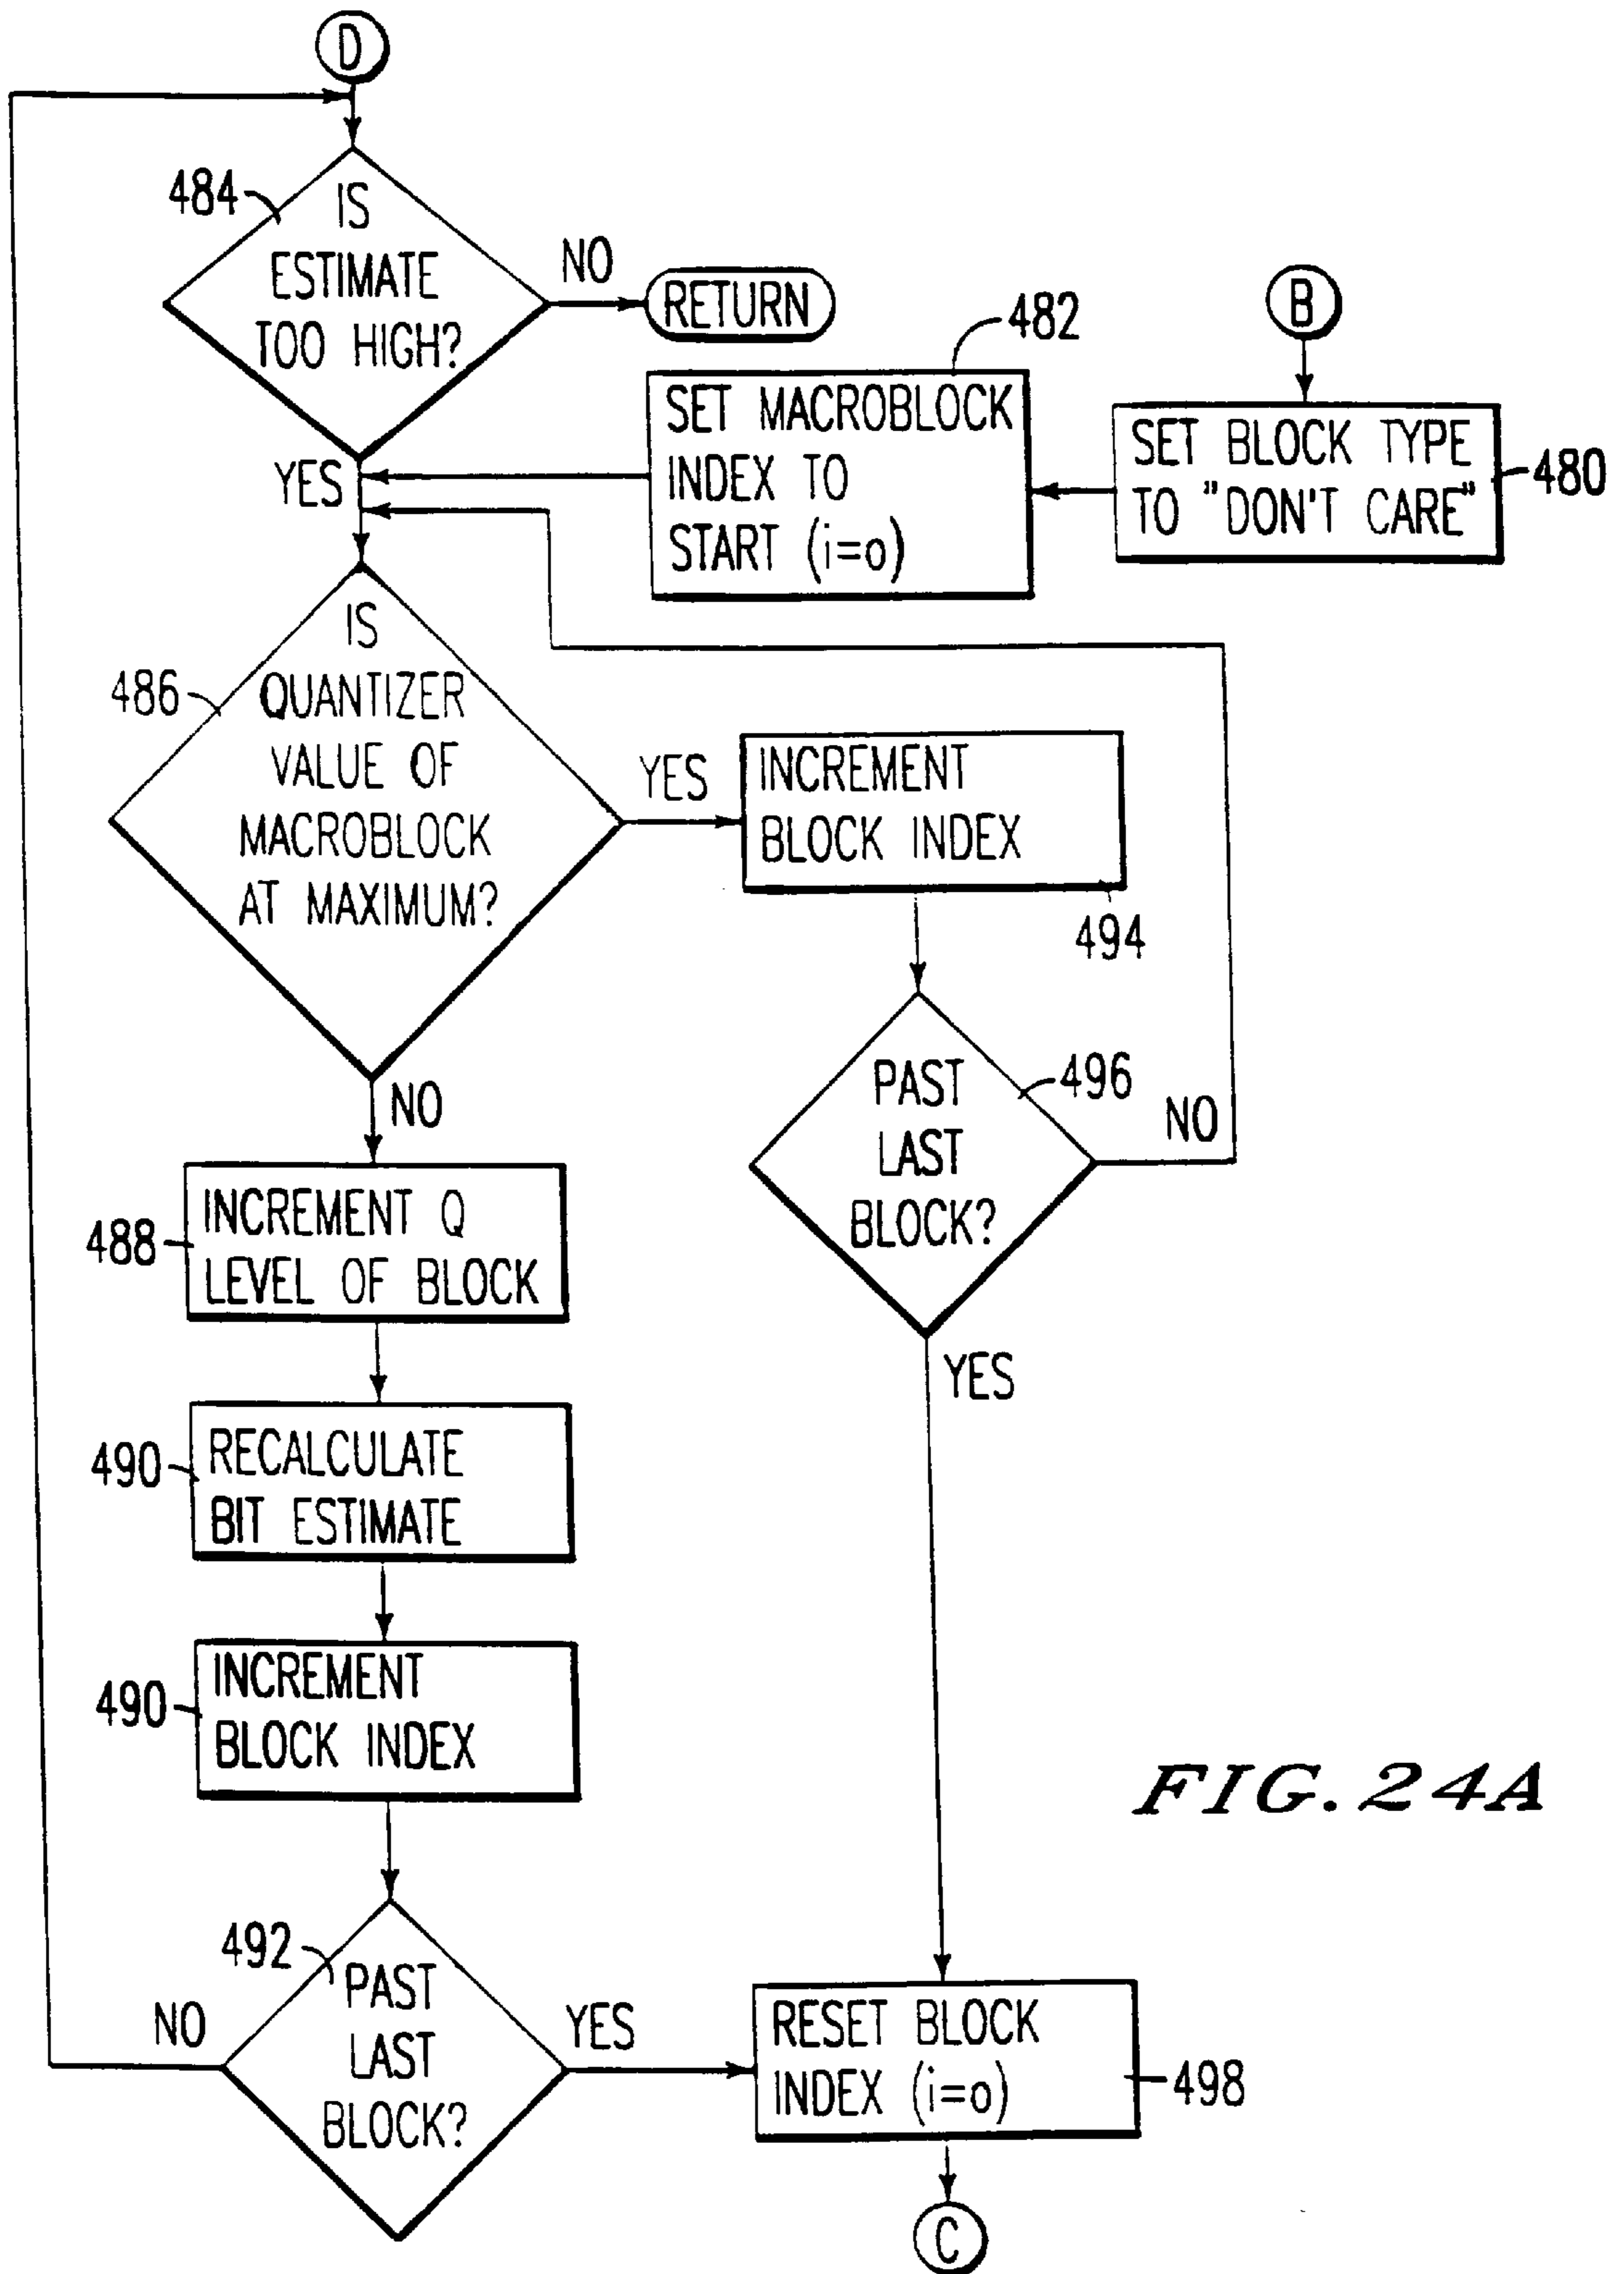 D
484
IS
ESTIMATE
TOO HIGH?
NO
RETURN
YES
482
SET MACROBLOCK
INDEX TO
START (i=o)
B
SET BLOCK TYPE
TO "DON'T CARE"
480
486
IS
QUANTIZER
VALUE OF
MACROBLOCK
AT MAXIMUM?
YES
INCREMENT
BLOCK INDEX
494
NO
PAST
LAST
BLOCK?
496
NO
YES
488
INCREMENT Q
LEVEL OF BLOCK
490
RECALCULATE
BIT ESTIMATE
490
INCREMENT
BLOCK INDEX
492
PAST
LAST
BLOCK?
NO
YES
RESET BLOCK
INDEX (i=o)
498
C
FIG. 24A